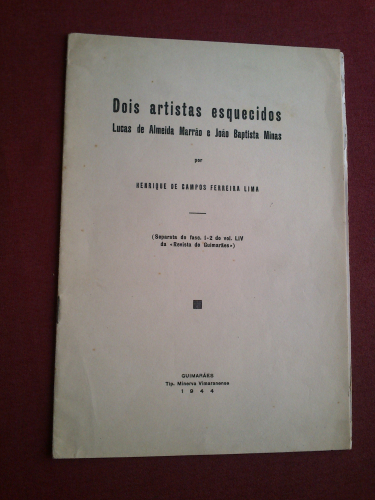 Dois artistas esquecidos
Lucas de Almeida Marrão e João Baptista Minas
por
HENRIQUE DE CAMPOS FERREIRA LIMA
(Separata do fasc. 1-2 do vol. LIV
da «Revista de Guimarães»)
GUIMARÃES
Tip. Minerva Vimaranense
1944